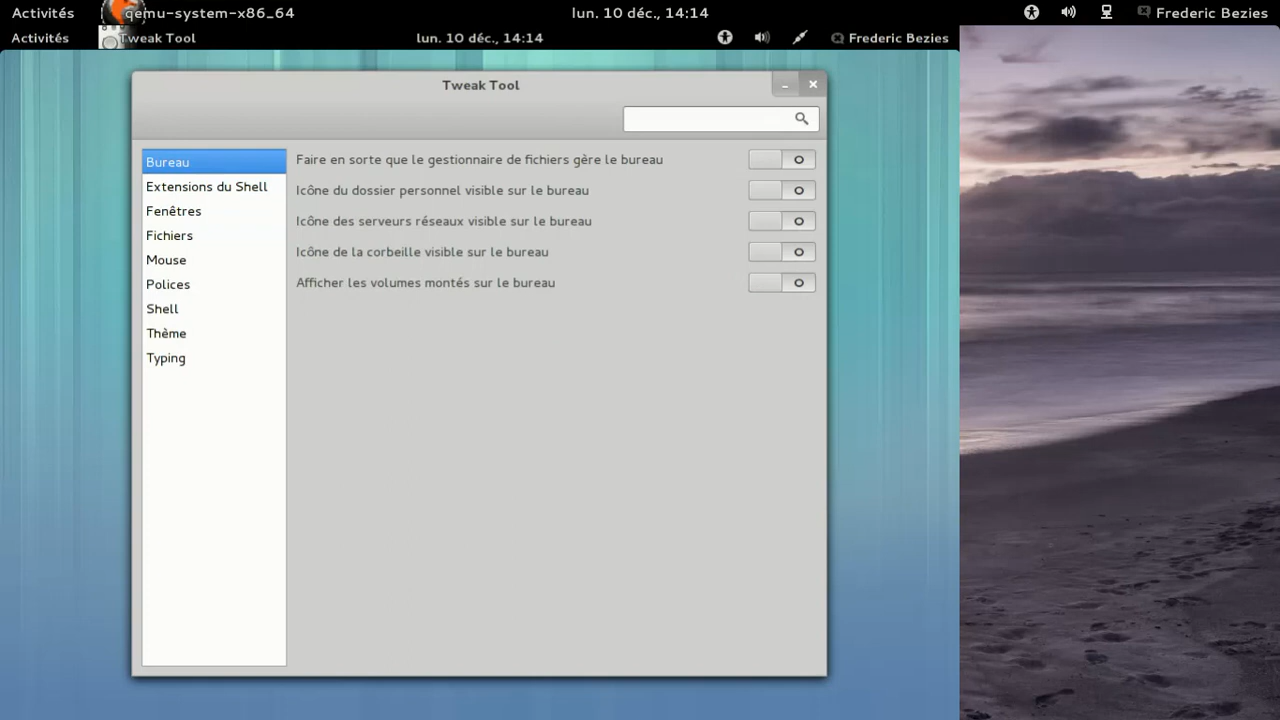 Activités qemu-system-x86_64 lun. 10 déc., 14:14 Frederic Bezies
Activités Tweak Tool lun. 10 déc., 14:14 Frederic Bezies
Tweak Tool
Bureau
Extensions du Shell
Fenêtres
Fichiers
Mouse
Polices
Shell
Thème
Typing
Faire en sorte que le gestionnaire de fichiers gère le bureau
Icône du dossier personnel visible sur le bureau
Icône des serveurs réseaux visible sur le bureau
Icône de la corbeille visible sur le bureau
Afficher les volumes montés sur le bureau